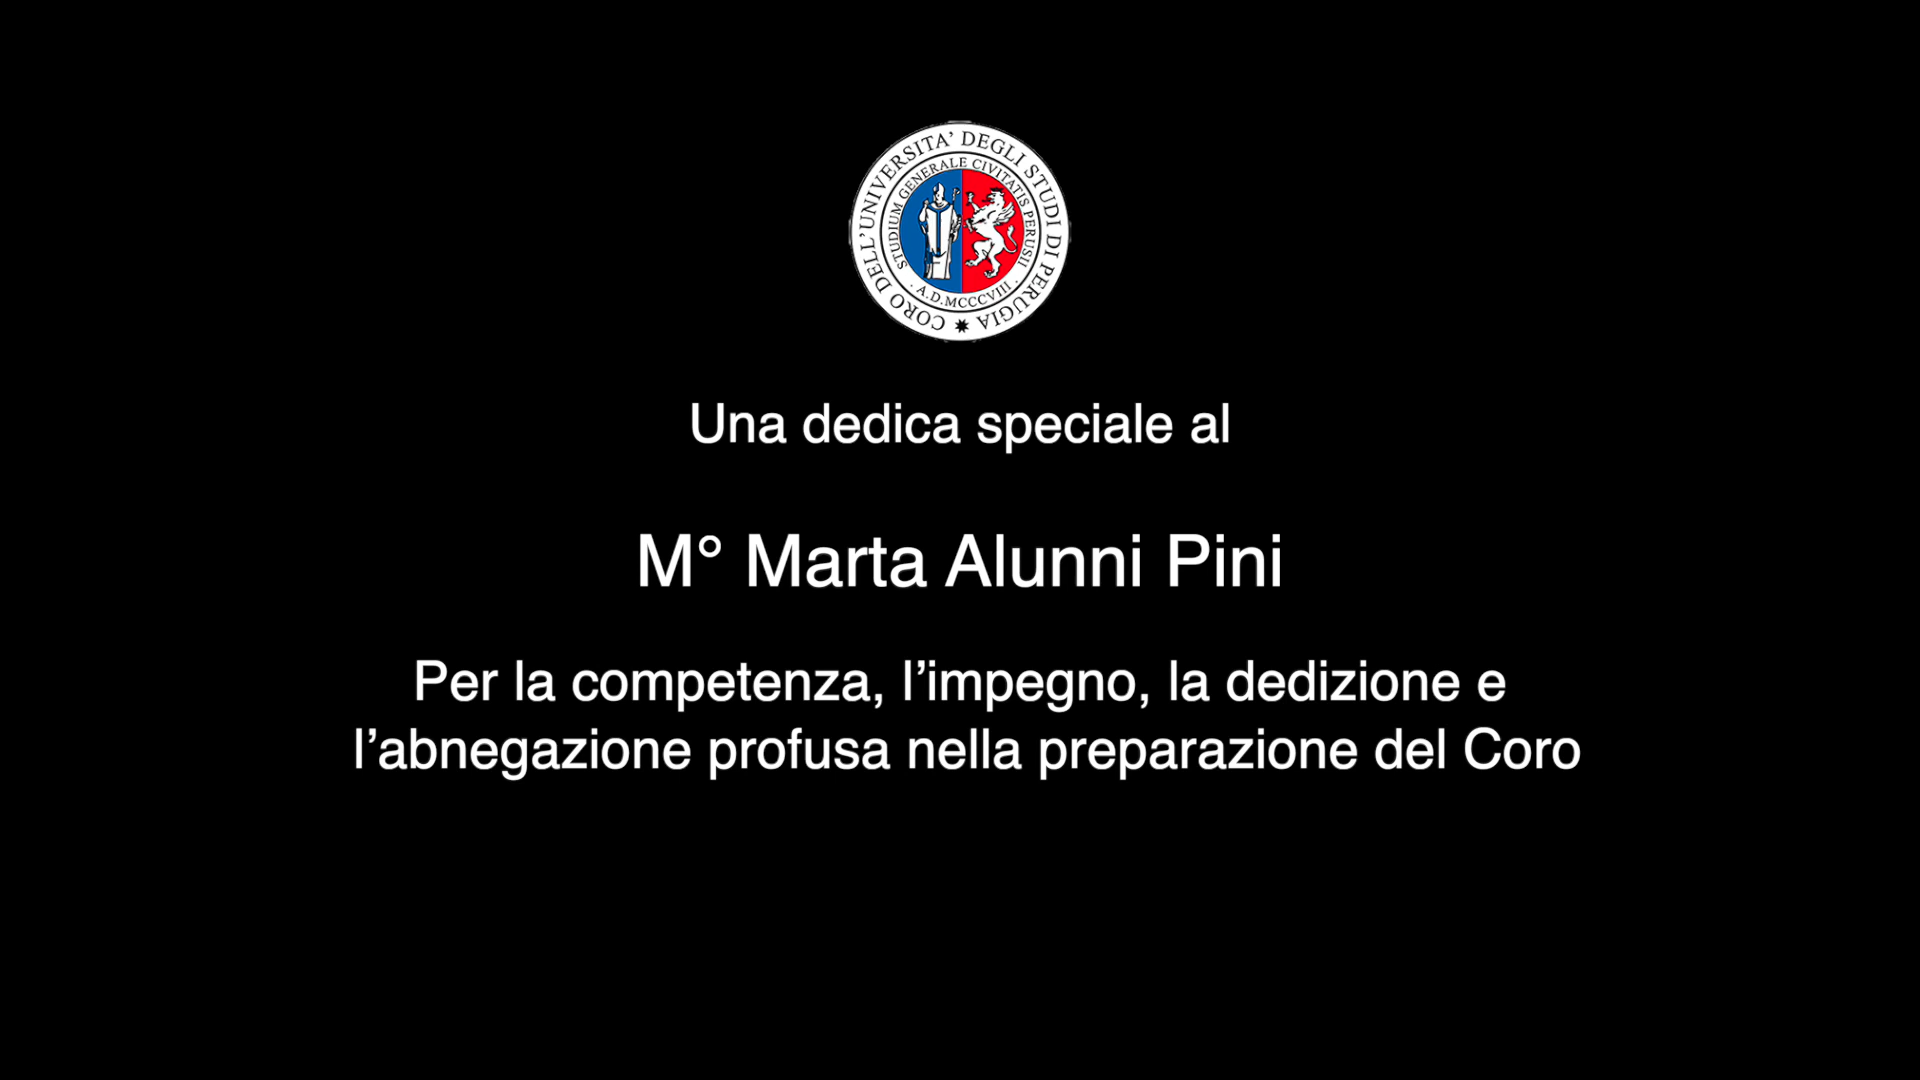 CORO DELL'UNIVERSITA' DEGLI STUDI DI PERUGIA
STUDIUM GENERALE CIVITATIS PERUSII
. A.D.MCCCVIII .
Una dedica speciale al
M° Marta Alunni Pini
Per la competenza, l’impegno, la dedizione e
l’abnegazione profusa nella preparazione del Coro